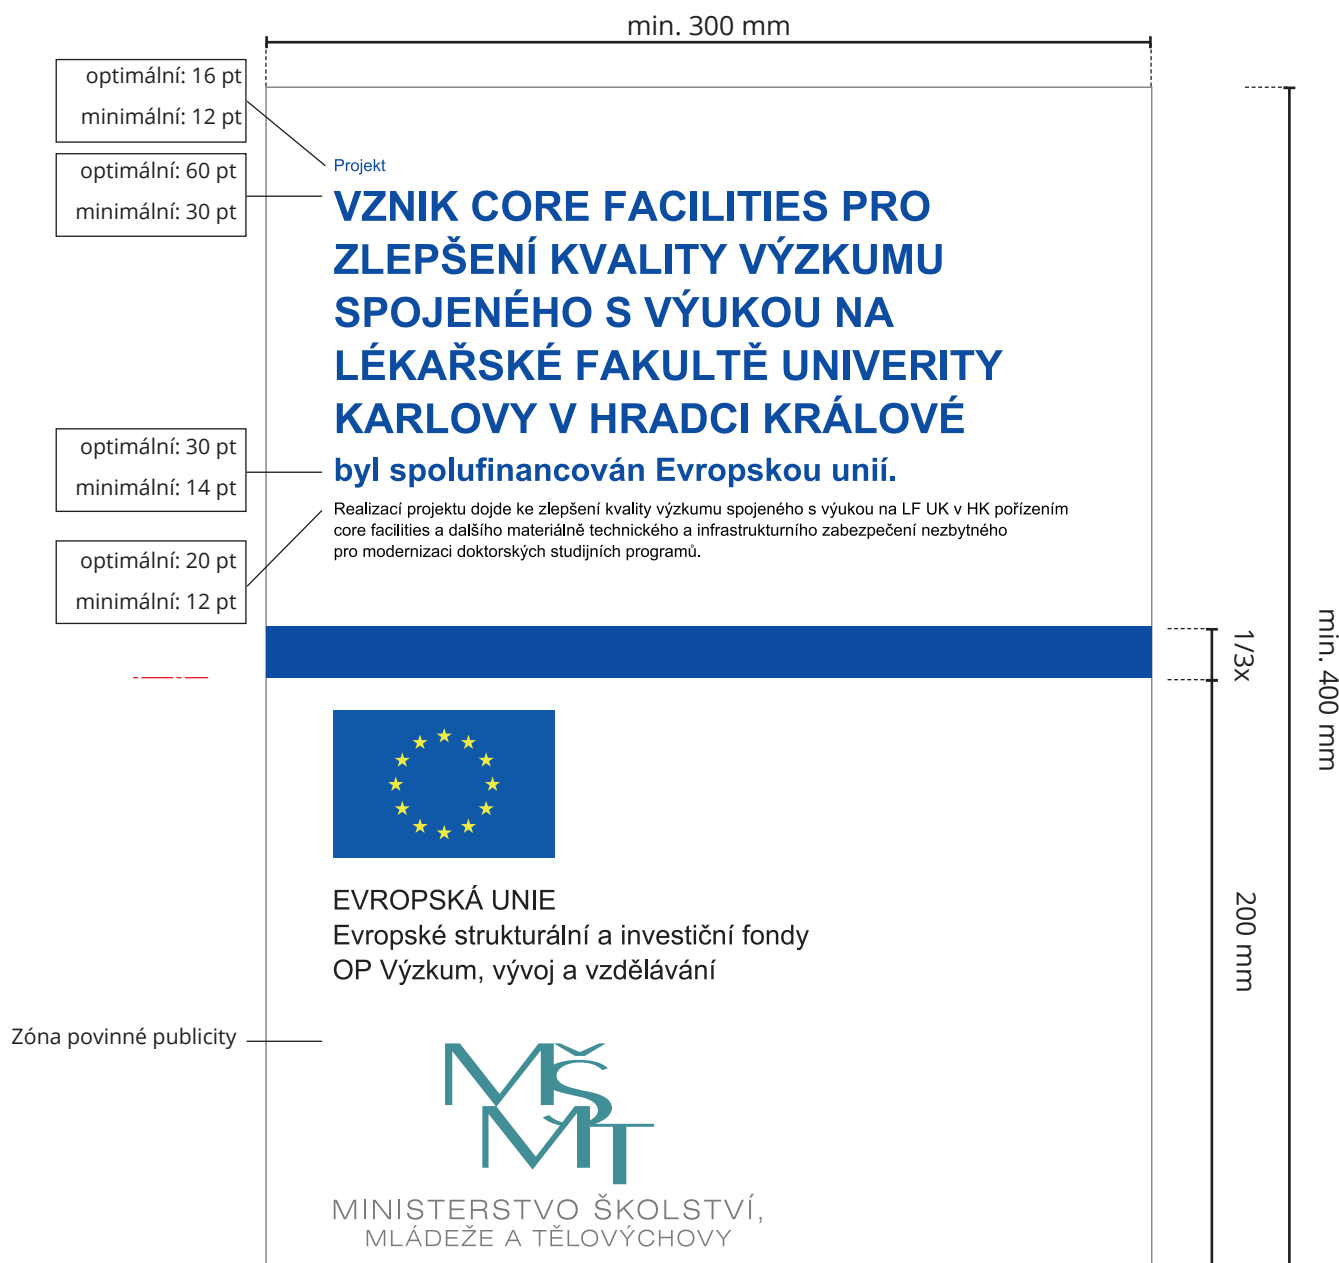 min. 300 mm
optimální: 16 pt
minimální: 12 pt
optimální: 60 pt
minimální: 30 pt
Projekt
VZNIK CORE FACILITIES PRO
ZLEPŠENÍ KVALITY VÝZKUMU
SPOJENÉHO S VÝUKOU NA
LÉKAŘSKÉ FAKULTĚ UNIVERITY
KARLOVY V HRADCI KRÁLOVÉ
optimální: 30 pt
minimální: 14 pt
byl spolufinancován Evropskou unií.
Realizací projektu dojde ke zlepšení kvality výzkumu spojeného s výukou na LF UK v HK pořízením
core facilities a dalšího materiálně technického a infrastrukturního zabezpečení nezbytného
pro modernizaci doktorských studijních programů.
optimální: 20 pt
minimální: 12 pt
1/3x
min. 400 mm
200 mm
EVROPSKÁ UNIE
Evropské strukturální a investiční fondy
OP Výzkum, vývoj a vzdělávání
Zóna povinné publicity
MŠ
MT
MINISTERSTVO ŠKOLSTVÍ,
MLÁDEŽE A TĚLOVÝCHOVY